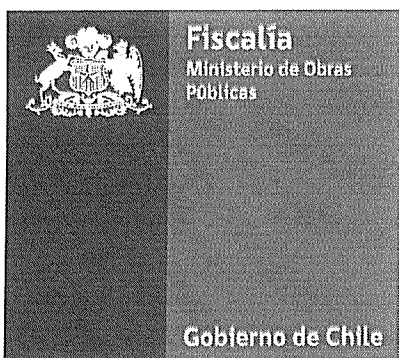 Fiscalía
Ministerio de Obras
Públicas
Gobierno de Chile